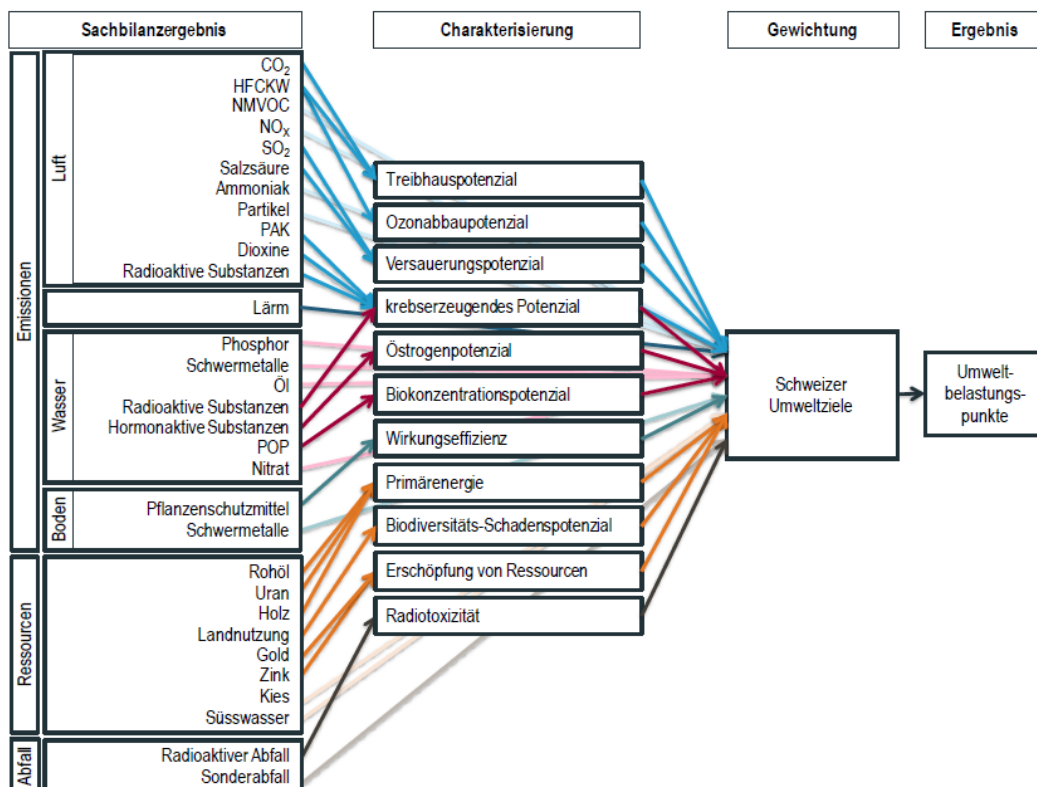 Sachbilanzergebnis
Charakterisierung
Gewichtung
Ergebnis
Emissionen
Luft
CO₂
HFCKW
NMVOC
NOₓ
SO₂
Salzsäure
Ammoniak
Partikel
PAK
Dioxine
Radioaktive Substanzen
Lärm
Wasser
Phosphor
Schwermetalle
Öl
Radioaktive Substanzen
Hormonaktive Substanzen
POP
Nitrat
Boden
Pflanzenschutzmittel
Schwermetalle
Ressourcen
Rohöl
Uran
Holz
Landnutzung
Gold
Zink
Kies
Süsswasser
Abfall
Radioaktiver Abfall
Sonderabfall
Treibhauspotenzial
Ozonabbaupotenzial
Versauerungspotenzial
krebserzeugendes Potenzial
Östrogenpotenzial
Biokonzentrationspotenzial
Wirkungseffizienz
Primärenergie
Biodiversitäts-Schadenspotenzial
Erschöpfung von Ressourcen
Radiotoxizität
Schweizer
Umweltziele
Umwelt-
belastungs-
punkte